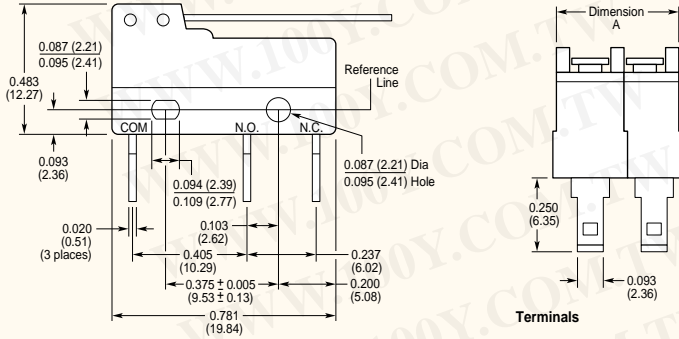 0.087 (2.21)
0.095 (2.41)
0.483
(12.27)
Reference
Line
COM
N.O.
N.C.
0.093
(2.36)
0.094 (2.39)
0.109 (2.77)
0.087 (2.21) Dia
0.095 (2.41) Hole
0.020
(0.51)
(3 places)
0.103
(2.62)
0.405
(10.29)
0.237
(6.02)
0.375 ± 0.005
(9.53 ± 0.13)
0.200
(5.08)
0.781
(19.84)
Dimension
A
0.250
(6.35)
0.093
(2.36)
Terminals
WWW.100Y.COM.TW